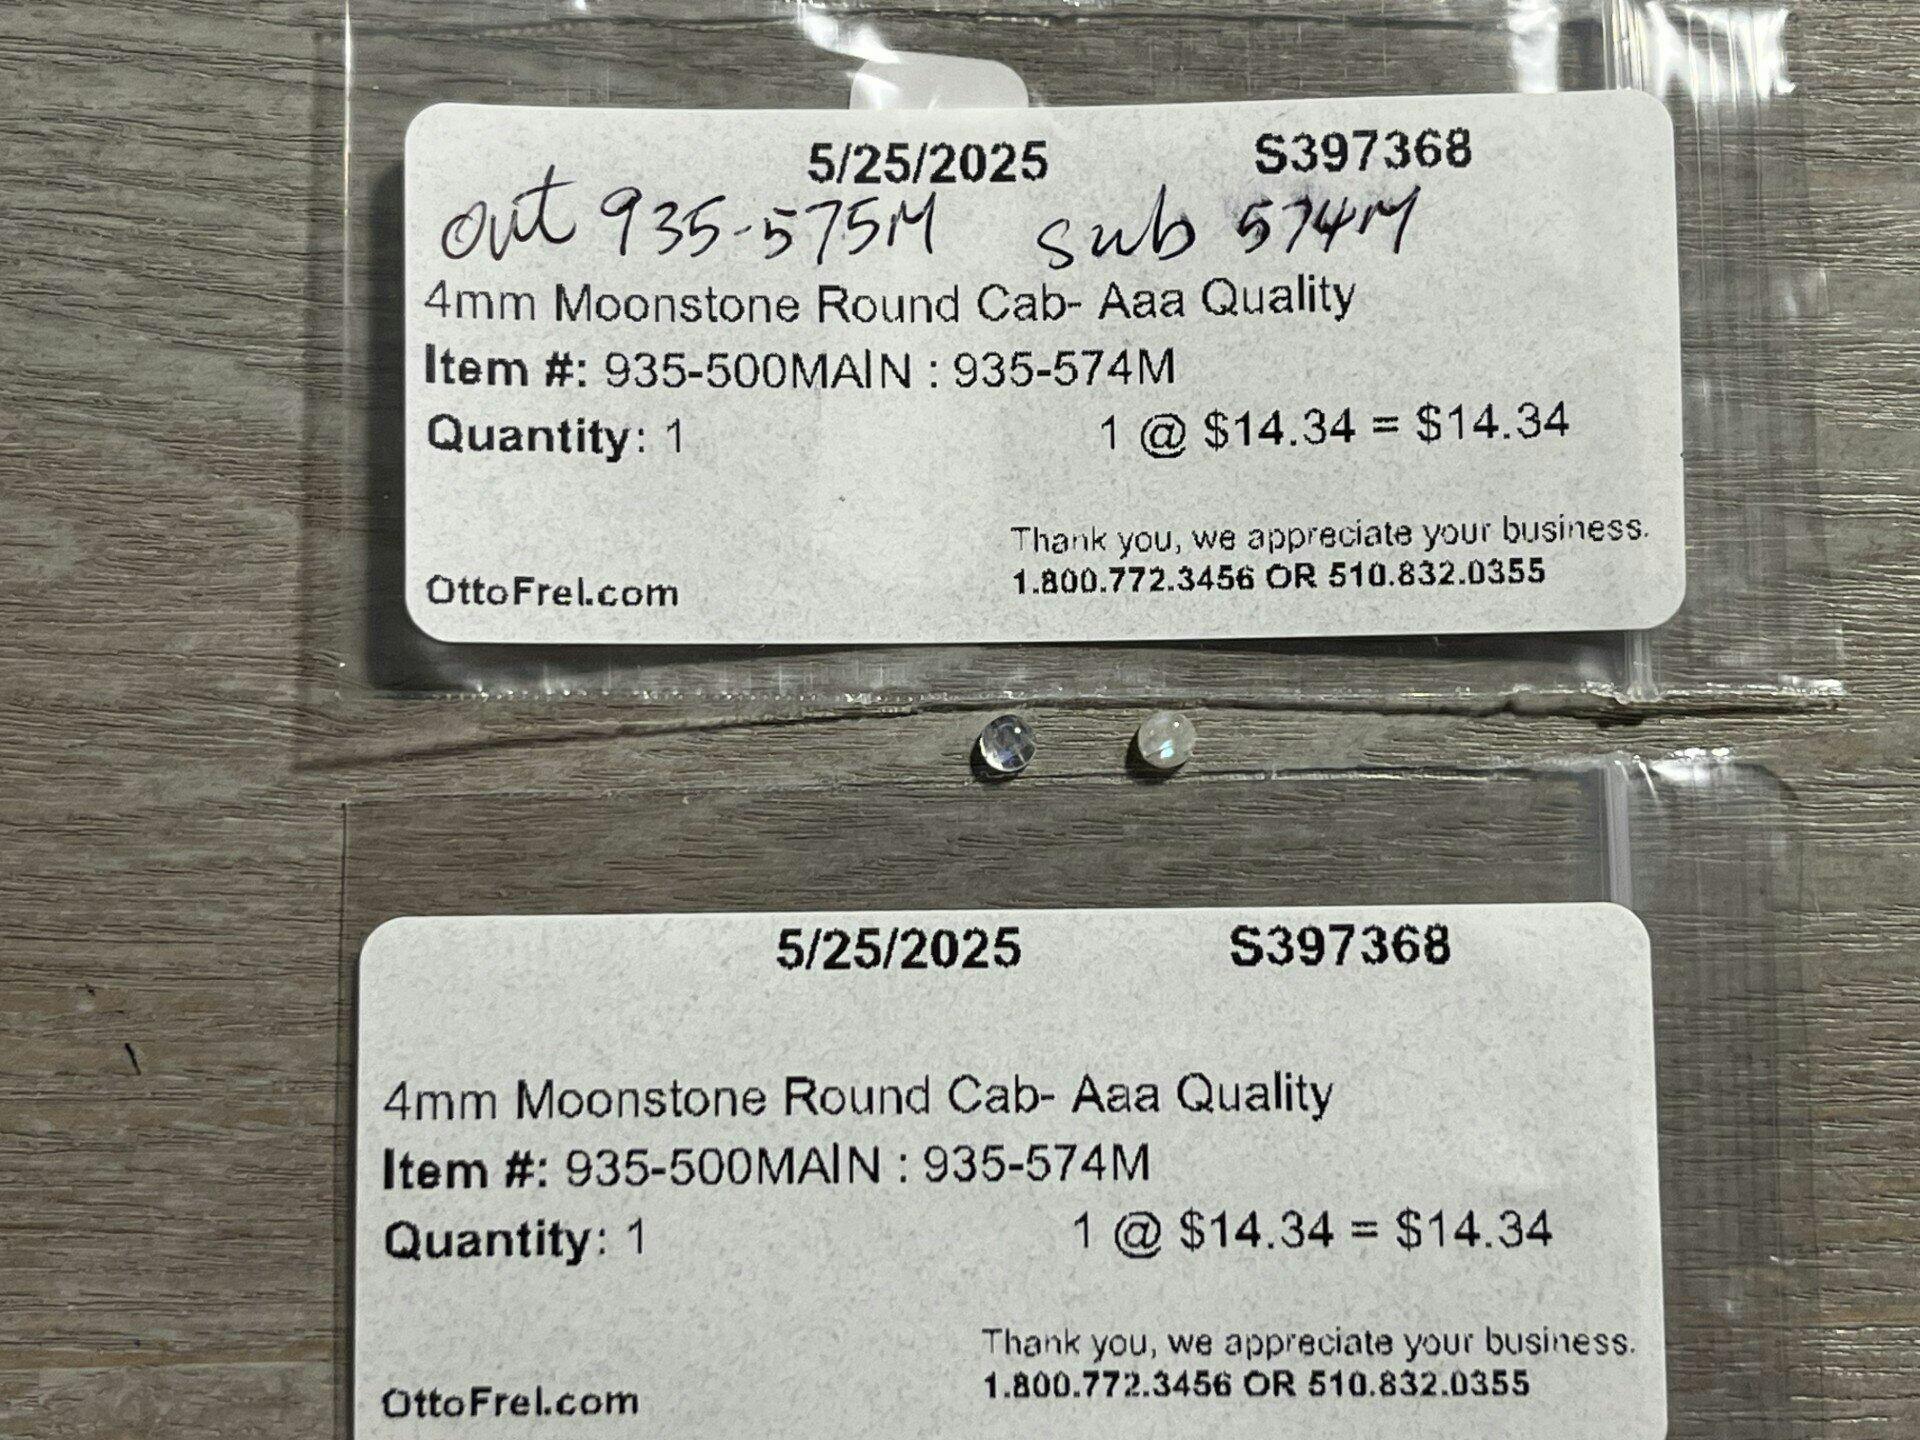 5/25/2025 S397368
out 935-575M sub 574M
4mm Moonstone Round Cab- Aaa Quality
Item #: 935-500MAIN : 935-574M
Quantity: 1 1 @ $14.34 = $14.34
Thank you, we appreciate your business.
OttoFrei.com 1.800.772.3456 OR 510.832.0355
5/25/2025 S397368
4mm Moonstone Round Cab- Aaa Quality
Item #: 935-500MAIN : 935-574M
Quantity: 1 1 @ $14.34 = $14.34
Thank you, we appreciate your business.
OttoFrei.com 1.800.772.3456 OR 510.832.0355